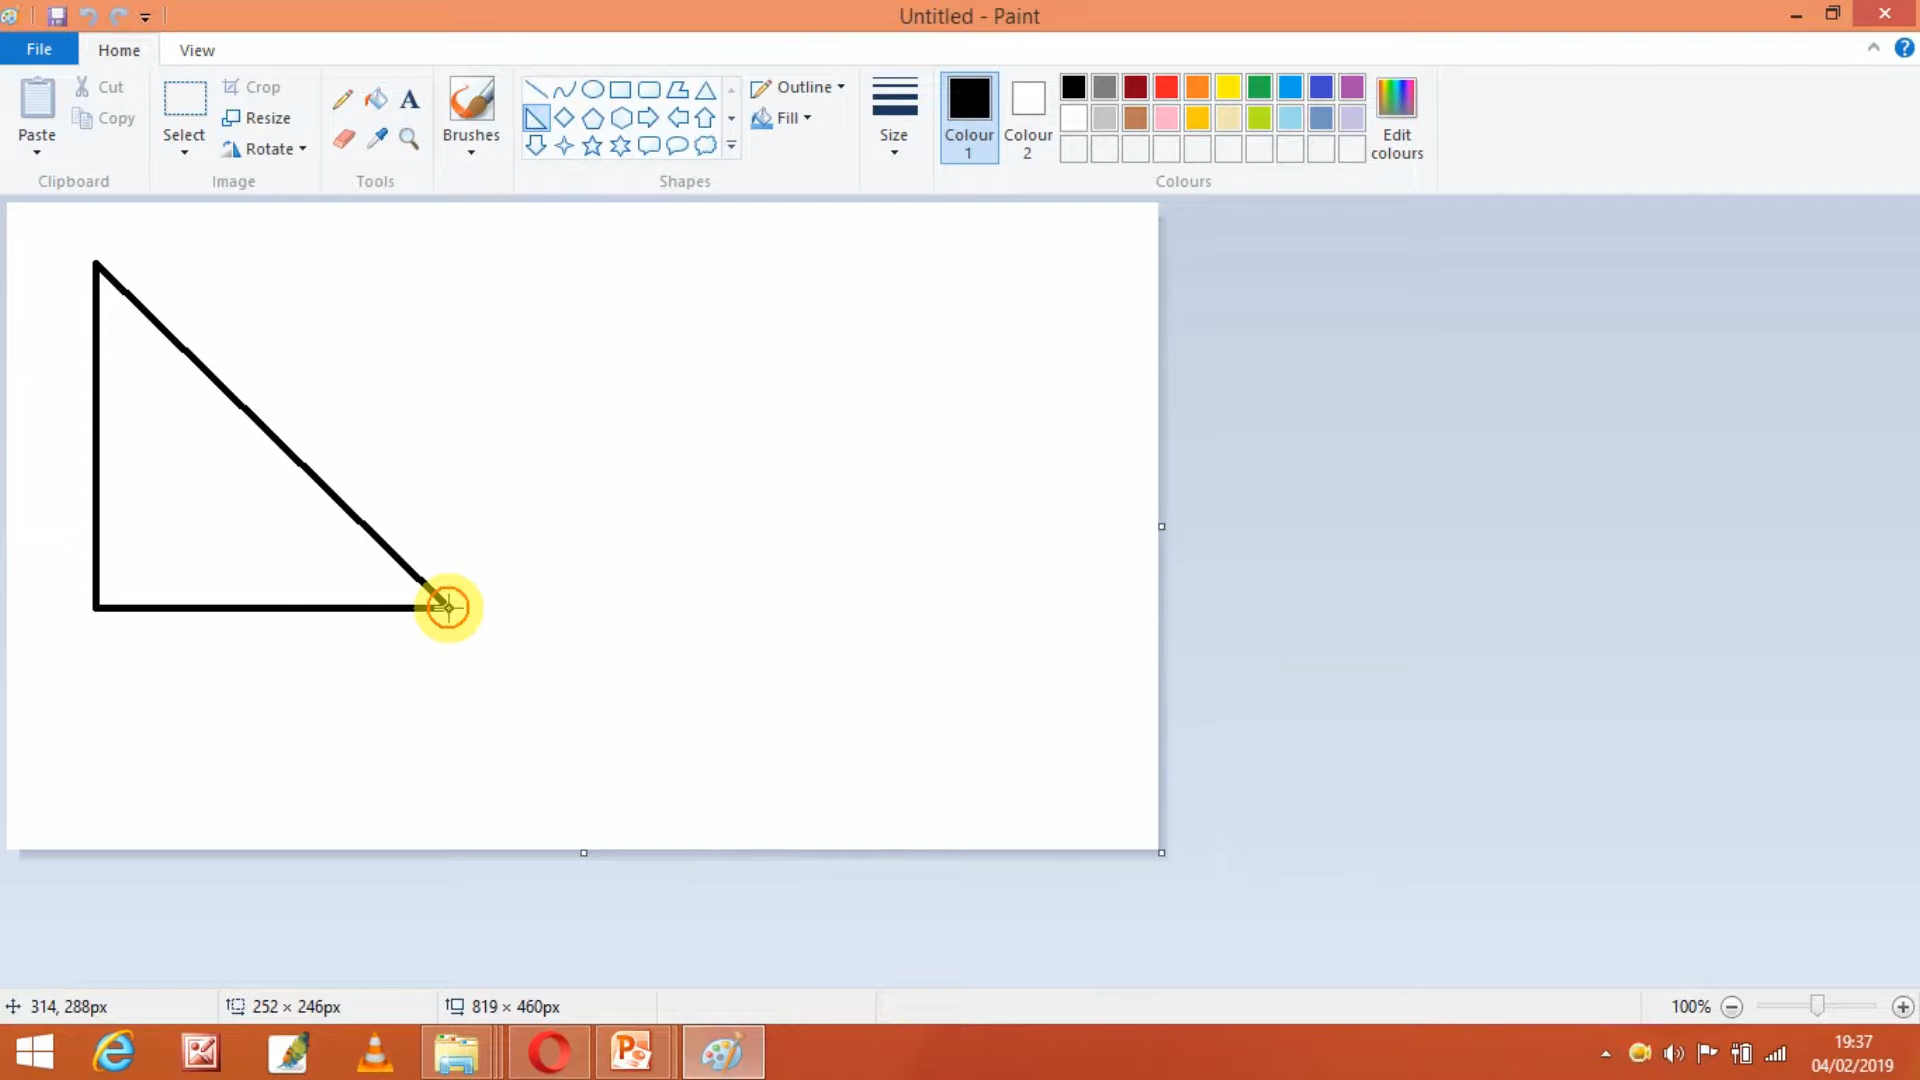 Untitled - Paint
File
Home
View
Paste
Cut
Copy
Clipboard
Select
Crop
Resize
Rotate
Image
A
Tools
Brushes
Shapes
Outline
Fill
Size
Colour 1
Colour 2
Edit colours
Colours
314, 288px
252 × 246px
819 × 460px
100%
19:37
04/02/2019